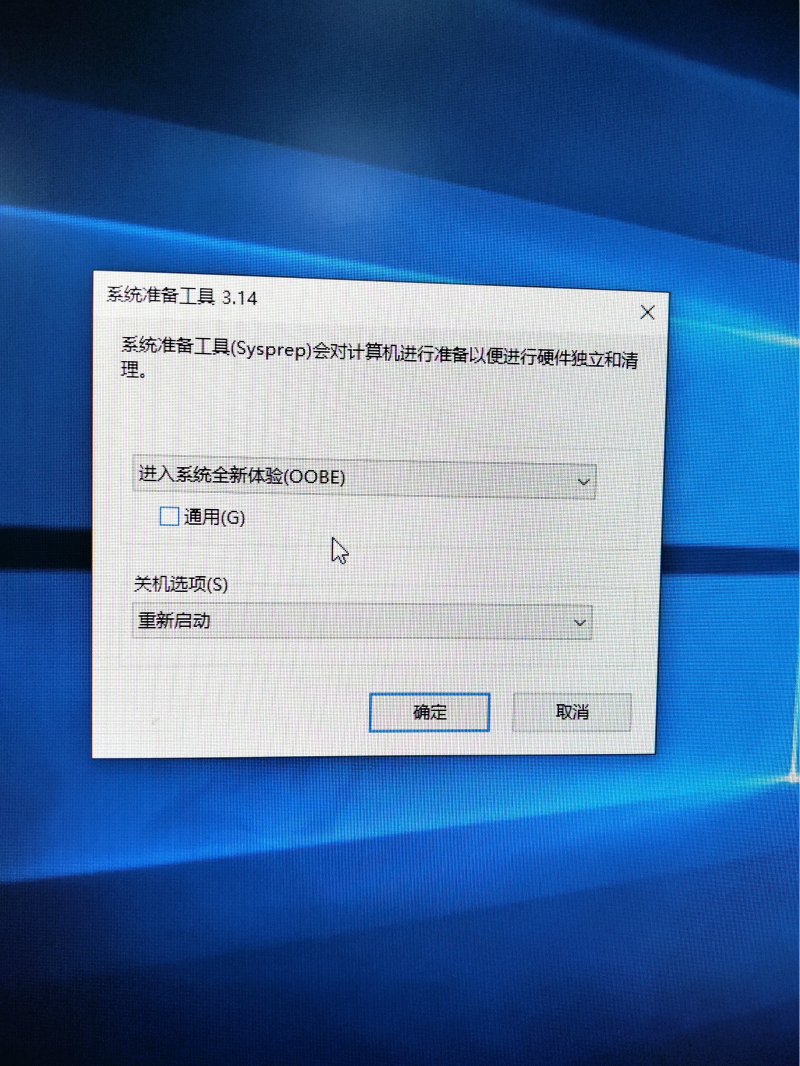 系统准备工具 3.14
系统准备工具(Sysprep)会对计算机进行准备以便进行硬件独立和清
理。
进入系统全新体验(OOBE)
通用(G)
关机选项(S)
重新启动
确定
取消